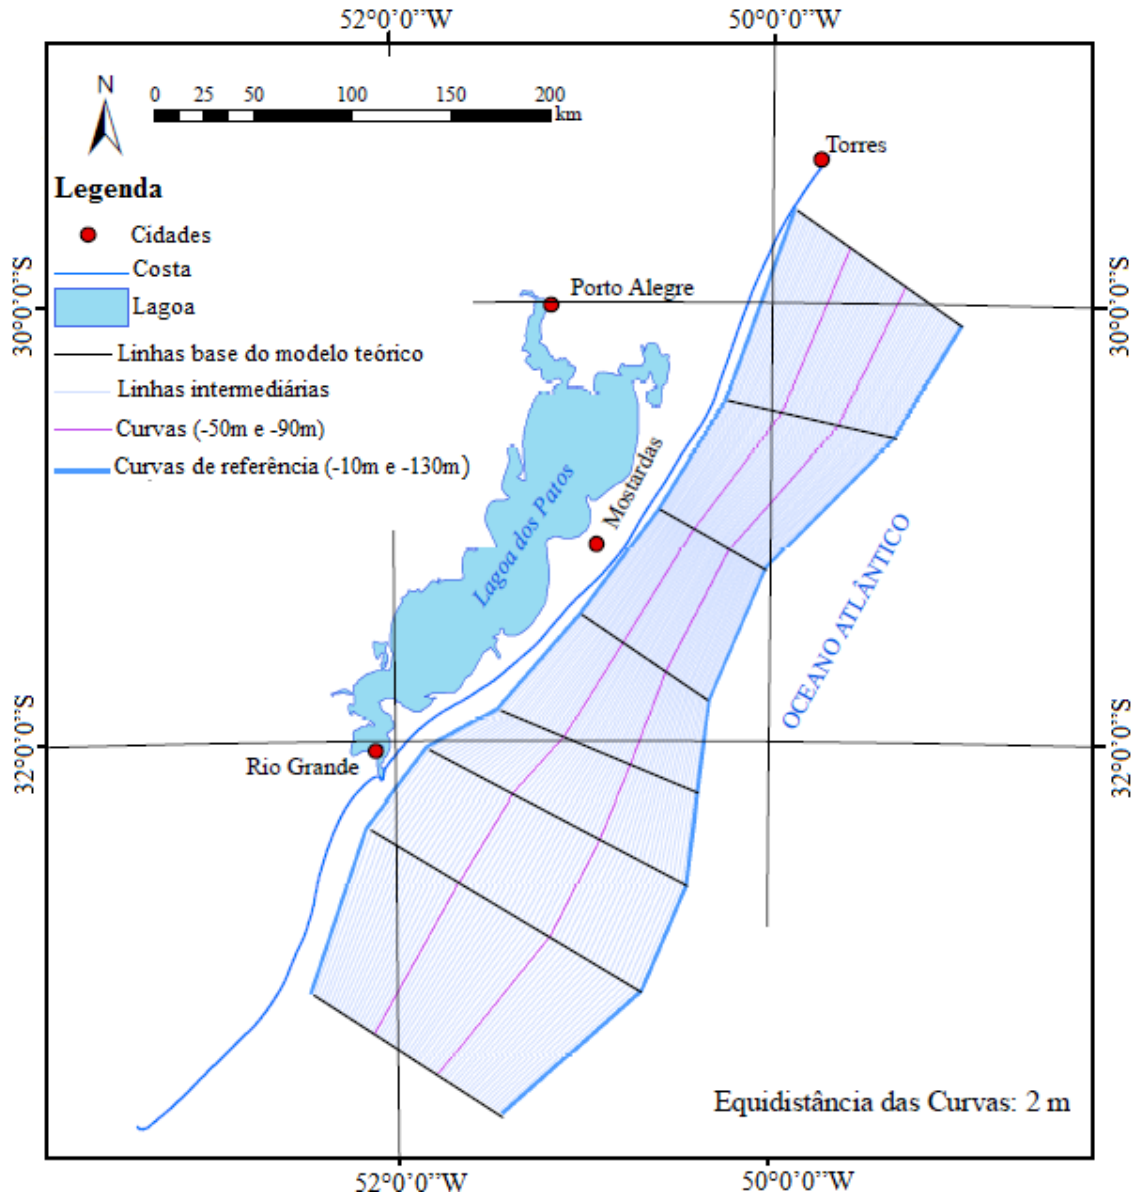 52°0'0"W 50°0'0"W
N
0 25 50 100 150 200
km
Torres
Legenda
Cidades
Costa
Lagoa
Linhas base do modelo teórico
Linhas intermediárias
Curvas (-50m e -90m)
Curvas de referência (-10m e -130m)
Porto Alegre
30°0'0"S 30°0'0"S
Mostardas
Lagoa dos Patos
OCEANO ATLÂNTICO
32°0'0"S 32°0'0"S
Rio Grande
Equidistância das Curvas: 2 m
52°0'0"W 50°0'0"W